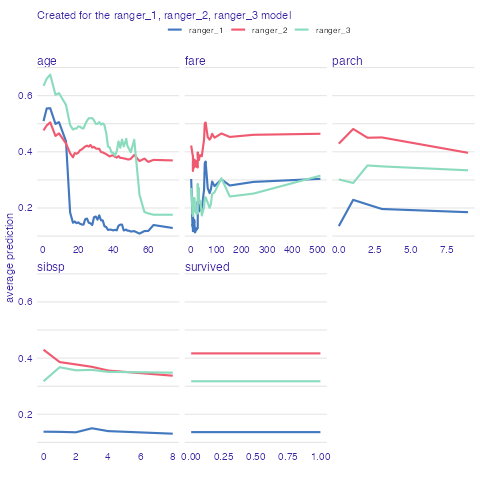 Created for the ranger_1, ranger_2, ranger_3 model
ranger_1 ranger_2 ranger_3
age fare parch
0.6
0.4
0.2
0 20 40 60 0 100 200 300 400 500 0.0 2.5 5.0 7.5
average prediction
sibsp survived
0.6
0.4
0.2
0 2 4 6 8 0.00 0.25 0.50 0.75 1.00